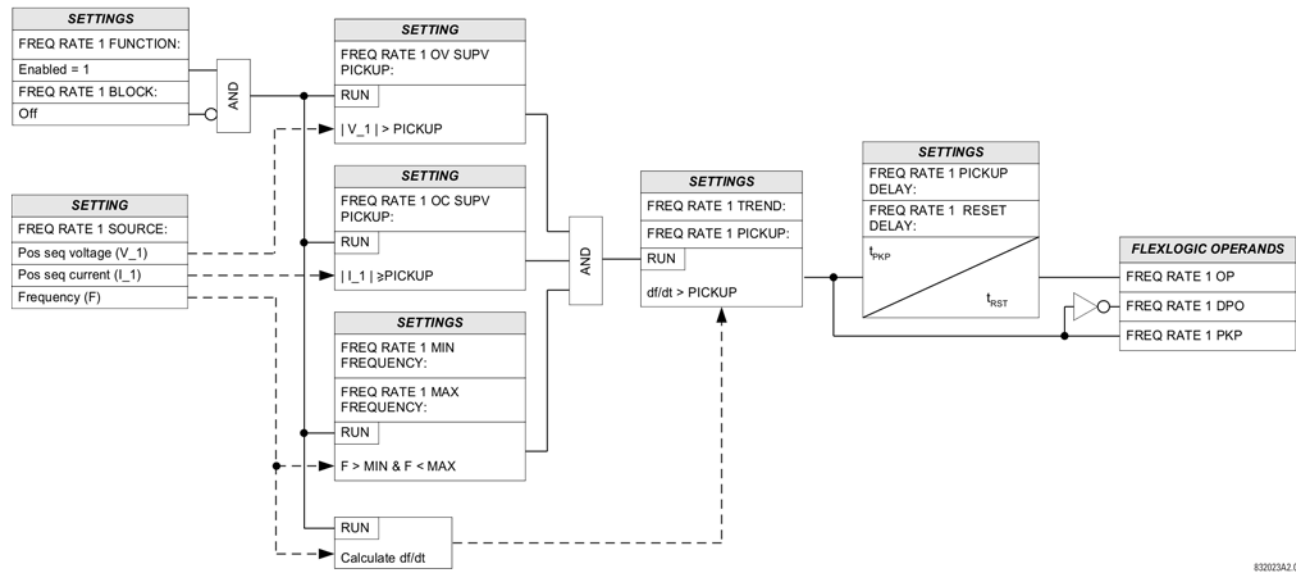 SETTINGS
FREQ RATE 1 FUNCTION:
Enabled = 1
FREQ RATE 1 BLOCK:
Off
AND
SETTING
FREQ RATE 1 SOURCE:
Pos seq voltage (V_1)
Pos seq current (I_1)
Frequency (F)
SETTING
FREQ RATE 1 OV SUPV
PICKUP:
RUN
| V_1 | > PICKUP
SETTING
FREQ RATE 1 OC SUPV
PICKUP:
RUN
| I_1 | ≥PICKUP
SETTINGS
FREQ RATE 1 MIN
FREQUENCY:
FREQ RATE 1 MAX
FREQUENCY:
RUN
F > MIN & F < MAX
RUN
Calculate df/dt
AND
SETTINGS
FREQ RATE 1 TREND:
FREQ RATE 1 PICKUP:
RUN
df/dt > PICKUP
SETTINGS
FREQ RATE 1 PICKUP
DELAY:
FREQ RATE 1 RESET
DELAY:
tPKP
tRST
FLEXLOGIC OPERANDS
FREQ RATE 1 OP
FREQ RATE 1 DPO
FREQ RATE 1 PKP